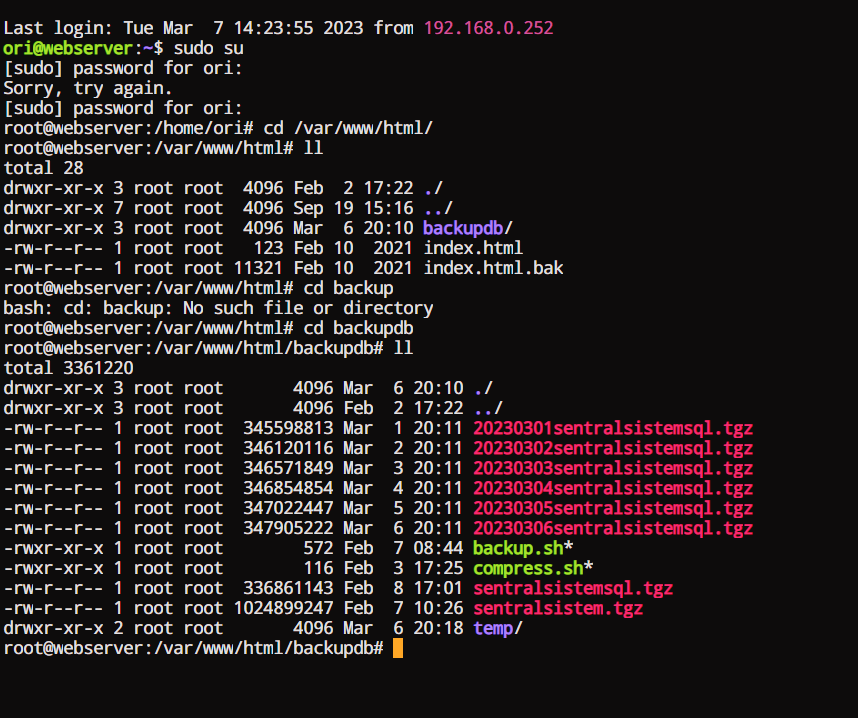 Last login: Tue Mar  7 14:23:55 2023 from 192.168.0.252
ori@webserver:~$ sudo su
[sudo] password for ori:
Sorry, try again.
[sudo] password for ori:
root@webserver:/home/ori# cd /var/www/html/
root@webserver:/var/www/html# ll
total 28
drwxr-xr-x 3 root root  4096 Feb  2 17:22 ./
drwxr-xr-x 7 root root  4096 Sep 19 15:16 ../
drwxr-xr-x 3 root root  4096 Mar  6 20:10 backupdb/
-rw-r--r-- 1 root root   123 Feb 10  2021 index.html
-rw-r--r-- 1 root root 11321 Feb 10  2021 index.html.bak
root@webserver:/var/www/html# cd backup
bash: cd: backup: No such file or directory
root@webserver:/var/www/html# cd backupdb
root@webserver:/var/www/html/backupdb# ll
total 3361220
drwxr-xr-x 3 root root       4096 Mar  6 20:10 ./
drwxr-xr-x 3 root root       4096 Feb  2 17:22 ../
-rw-r--r-- 1 root root  345598813 Mar  1 20:11 20230301sentralsistemsql.tgz
-rw-r--r-- 1 root root  346120116 Mar  2 20:11 20230302sentralsistemsql.tgz
-rw-r--r-- 1 root root  346571849 Mar  3 20:11 20230303sentralsistemsql.tgz
-rw-r--r-- 1 root root  346854854 Mar  4 20:11 20230304sentralsistemsql.tgz
-rw-r--r-- 1 root root  347022447 Mar  5 20:11 20230305sentralsistemsql.tgz
-rw-r--r-- 1 root root  347905222 Mar  6 20:11 20230306sentralsistemsql.tgz
-rwxr-xr-x 1 root root        572 Feb  7 08:44 backup.sh*
-rwxr-xr-x 1 root root        116 Feb  3 17:25 compress.sh*
-rw-r--r-- 1 root root  336861143 Feb  8 17:01 sentralsistemsql.tgz
-rw-r--r-- 1 root root 1024899247 Feb  7 10:26 sentralsistem.tgz
drwxr-xr-x 2 root root       4096 Mar  6 20:18 temp/
root@webserver:/var/www/html/backupdb#